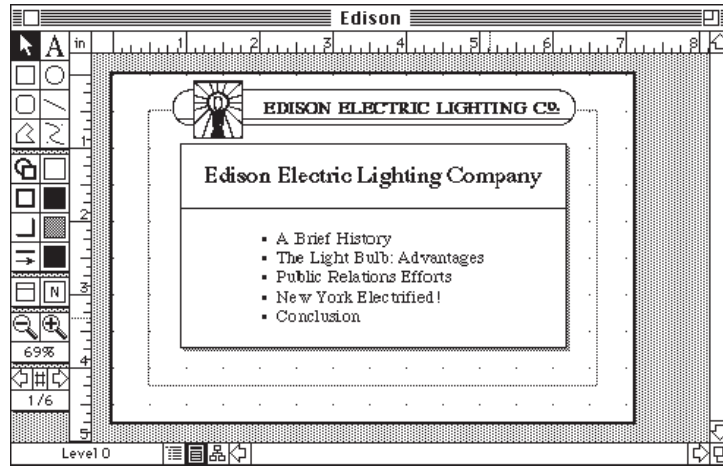 Edison
A
in
1 2 3 4 5 6 7 8
EDISON ELECTRIC LIGHTING CO.
1
Edison Electric Lighting Company
2
▪ A Brief History
▪ The Light Bulb: Advantages
▪ Public Relations Efforts
▪ New York Electrified!
▪ Conclusion
N
3
69%
4
#
1/6
5
Level 0